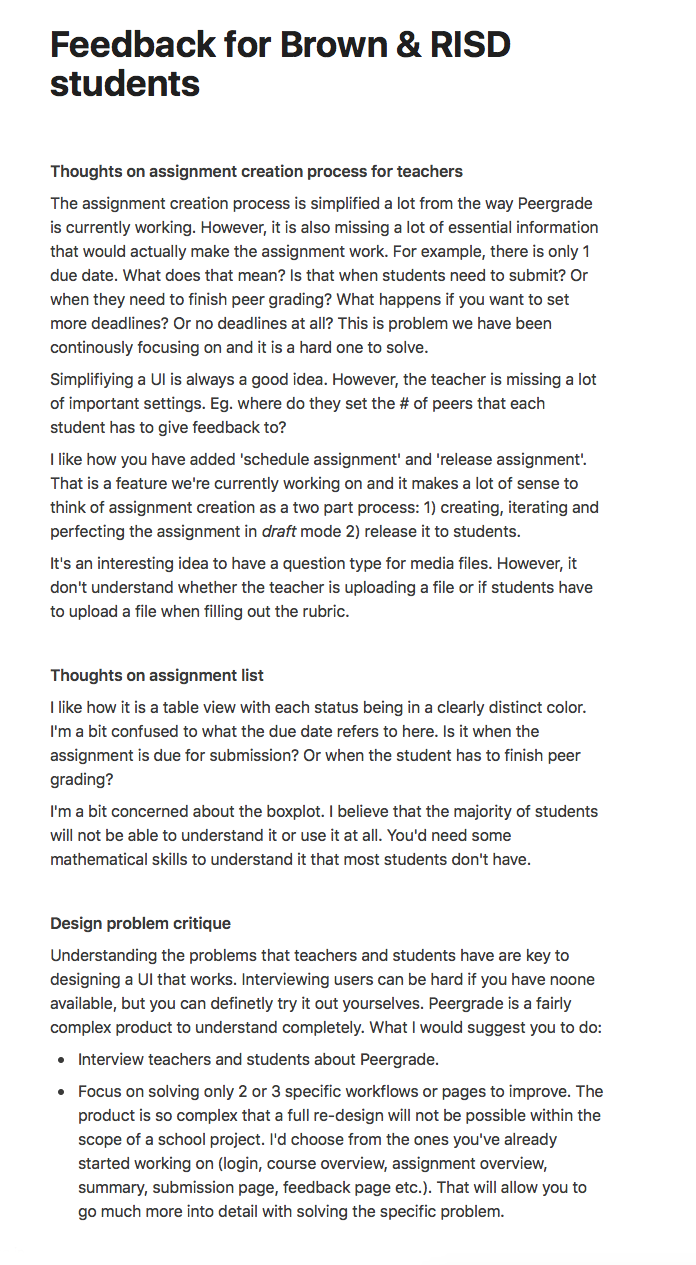 Feedback for Brown & RISD
students
Thoughts on assignment creation process for teachers
The assignment creation process is simplified a lot from the way Peergrade
is currently working. However, it is also missing a lot of essential information
that would actually make the assignment work. For example, there is only 1
due date. What does that mean? Is that when students need to submit? Or
when they need to finish peer grading? What happens if you want to set
more deadlines? Or no deadlines at all? This is problem we have been
continously focusing on and it is a hard one to solve.
Simplifiying a UI is always a good idea. However, the teacher is missing a lot
of important settings. Eg. where do they set the # of peers that each
student has to give feedback to?
I like how you have added 'schedule assignment' and 'release assignment'.
That is a feature we're currently working on and it makes a lot of sense to
think of assignment creation as a two part process: 1) creating, iterating and
perfecting the assignment in draft mode 2) release it to students.
It's an interesting idea to have a question type for media files. However, it
don't understand whether the teacher is uploading a file or if students have
to upload a file when filling out the rubric.
Thoughts on assignment list
I like how it is a table view with each status being in a clearly distinct color.
I'm a bit confused to what the due date refers to here. Is it when the
assignment is due for submission? Or when the student has to finish peer
grading?
I'm a bit concerned about the boxplot. I believe that the majority of students
will not be able to understand it or use it at all. You'd need some
mathematical skills to understand it that most students don't have.
Design problem critique
Understanding the problems that teachers and students have are key to
designing a UI that works. Interviewing users can be hard if you have noone
available, but you can definetly try it out yourselves. Peergrade is a fairly
complex product to understand completely. What I would suggest you to do:
• Interview teachers and students about Peergrade.
• Focus on solving only 2 or 3 specific workflows or pages to improve. The
product is so complex that a full re-design will not be possible within the
scope of a school project. I'd choose from the ones you've already
started working on (login, course overview, assignment overview,
summary, submission page, feedback page etc.). That will allow you to
go much more into detail with solving the specific problem.